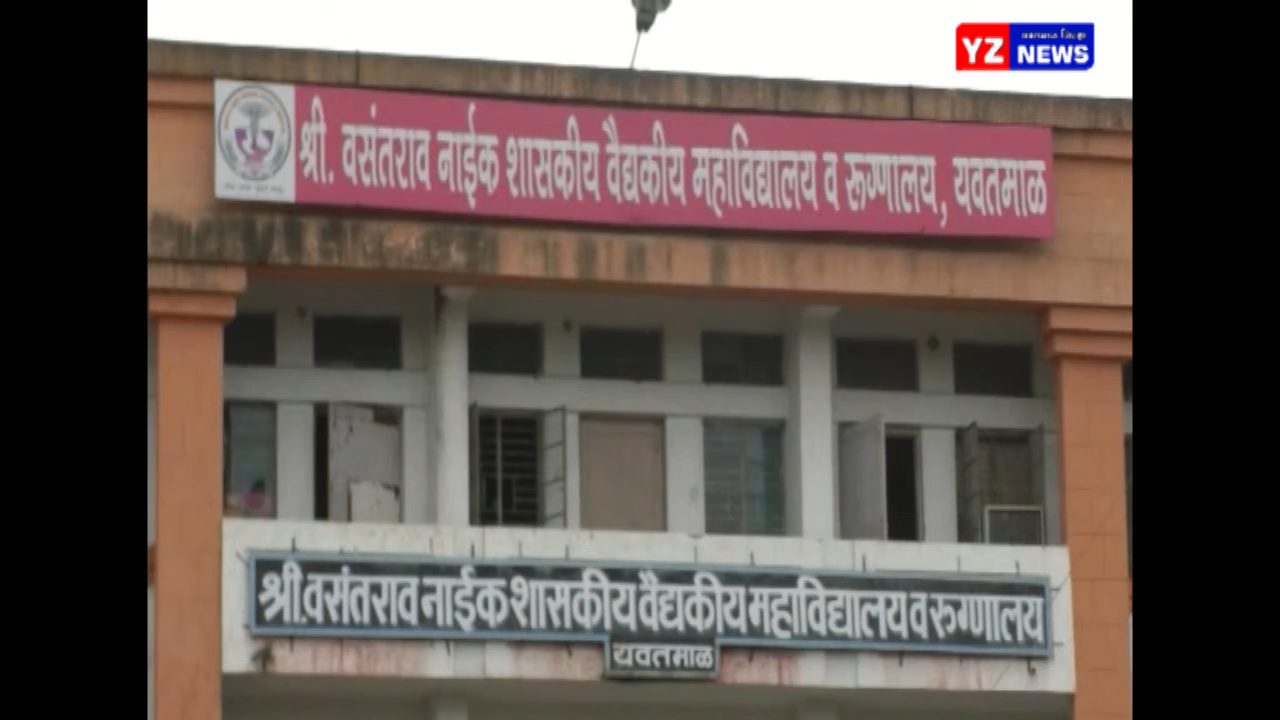 YZ NEWS
श्री. वसंतराव नाईक शासकीय वैद्यकीय महाविद्यालय व रूग्णालय, यवतमाळ
श्री.वसंतराव नाईक शासकीय वैद्यकीय महाविद्यालय व रुग्णालय
यवतमाळ